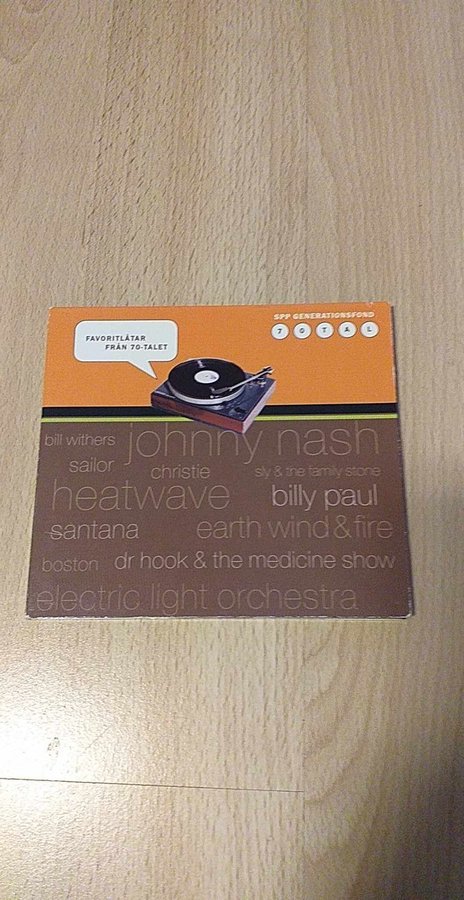 SPP GENERATIONSFOND
7 0 T A L
FAVORITLÅTAR
FRÅN 70-TALET
bill withers johnny nash
sailor christie sly & the family stone
heatwave billy paul
santana earth wind & fire
boston dr hook & the medicine show
electric light orchestra